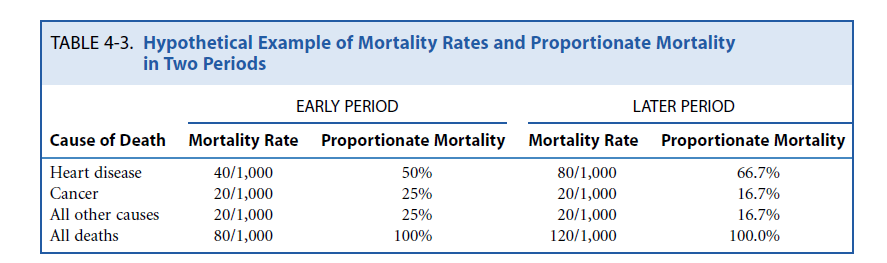 TABLE 4-3. Hypothetical Example of Mortality Rates and Proportionate Mortality
in Two Periods
EARLY PERIOD LATER PERIOD
Cause of Death Mortality Rate Proportionate Mortality Mortality Rate Proportionate Mortality
Heart disease 40/1,000 50% 80/1,000 66.7%
Cancer 20/1,000 25% 20/1,000 16.7%
All other causes 20/1,000 25% 20/1,000 16.7%
All deaths 80/1,000 100% 120/1,000 100.0%